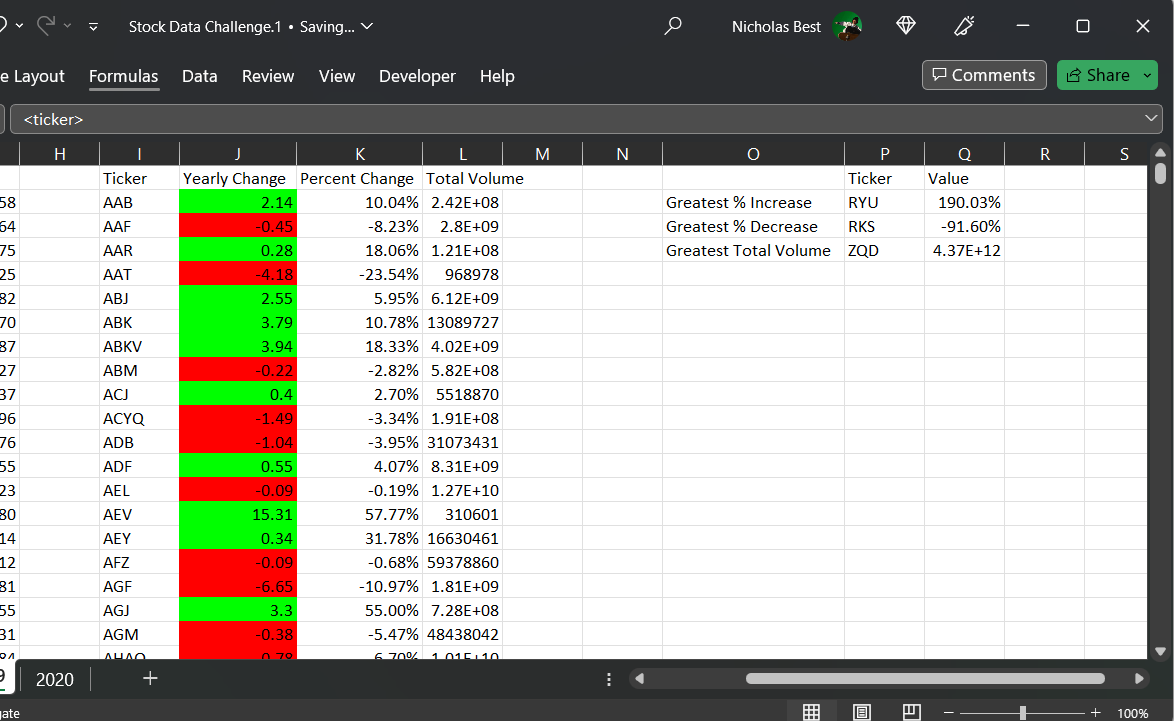 Stock Data Challenge.1 • Saving... Nicholas Best
e Layout Formulas Data Review View Developer Help Comments Share
<ticker>
H I J K L M N O P Q R S
Ticker Yearly Change Percent Change Total Volume Ticker Value
58 AAB 2.14 10.04% 2.42E+08 Greatest % Increase RYU 190.03%
64 AAF -0.45 -8.23% 2.8E+09 Greatest % Decrease RKS -91.60%
75 AAR 0.28 18.06% 1.21E+08 Greatest Total Volume ZQD 4.37E+12
25 AAT -4.18 -23.54% 968978
82 ABJ 2.55 5.95% 6.12E+09
70 ABK 3.79 10.78% 13089727
87 ABKV 3.94 18.33% 4.02E+09
27 ABM -0.22 -2.82% 5.82E+08
37 ACJ 0.4 2.70% 5518870
96 ACYQ -1.49 -3.34% 1.91E+08
76 ADB -1.04 -3.95% 31073431
55 ADF 0.55 4.07% 8.31E+09
23 AEL -0.09 -0.19% 1.27E+10
80 AEV 15.31 57.77% 310601
14 AEY 0.34 31.78% 16630461
12 AFZ -0.09 -0.68% 59378860
81 AGF -6.65 -10.97% 1.81E+09
55 AGJ 3.3 55.00% 7.28E+08
31 AGM -0.38 -5.47% 48438042
84 AHAQ 0.78 6.70% 1.01E+10
9 2020
gate 100%